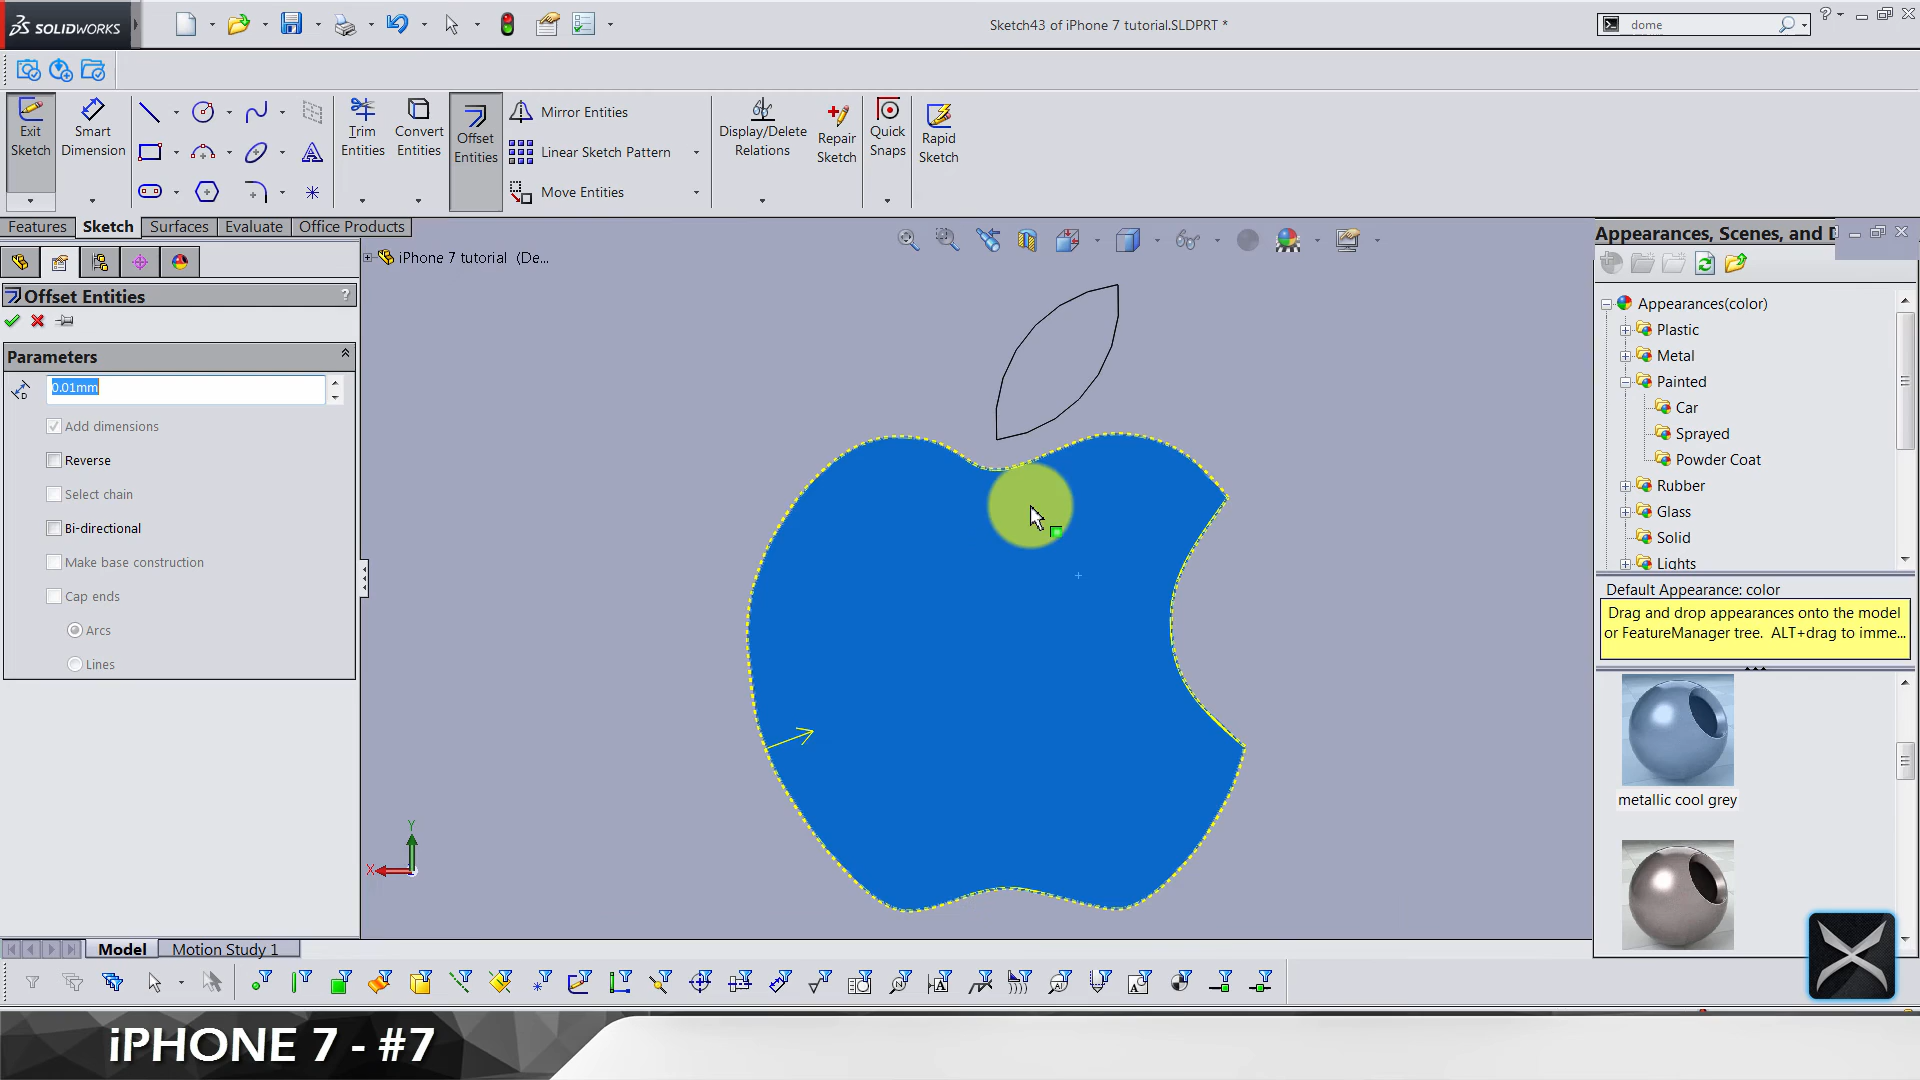 SOLIDWORKS
Sketch43 of iPhone 7 tutorial.SLDPRT *
dome
Exit Sketch
Smart Dimension
Trim Entities
Convert Entities
Offset Entities
Mirror Entities
Linear Sketch Pattern
Move Entities
Display/Delete Relations
Repair Sketch
Quick Snaps
Rapid Sketch
Features Sketch Surfaces Evaluate Office Products
iPhone 7 tutorial (De...
Offset Entities
?
Parameters
0.01mm
Add dimensions
Reverse
Select chain
Bi-directional
Make base construction
Cap ends
Arcs
Lines
Y
X
Appearances, Scenes, and D
Appearances(color)
Plastic
Metal
Painted
Car
Sprayed
Powder Coat
Rubber
Glass
Solid
Lights
Default Appearance: color
Drag and drop appearances onto the model
or FeatureManager tree. ALT+drag to imme...
metallic cool grey
Model Motion Study 1
iPHONE 7 - #7